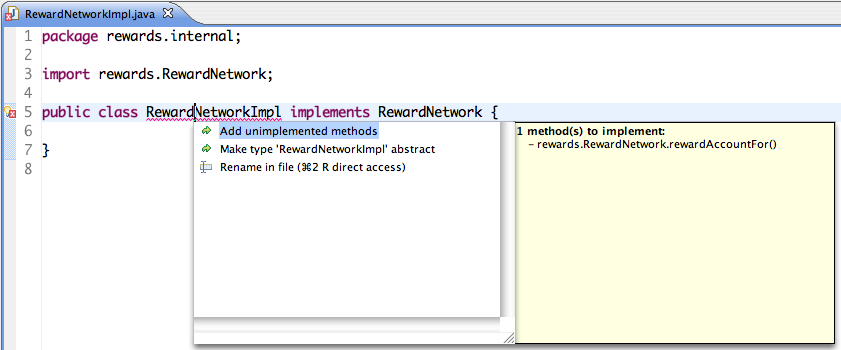 RewardNetworkImpl.java
1 package rewards.internal;
2
3 import rewards.RewardNetwork;
4
5 public class RewardNetworkImpl implements RewardNetwork {
6
7 }
8
Add unimplemented methods
Make type 'RewardNetworkImpl' abstract
Rename in file (⌘2 R direct access)
1 method(s) to implement:
- rewards.RewardNetwork.rewardAccountFor()